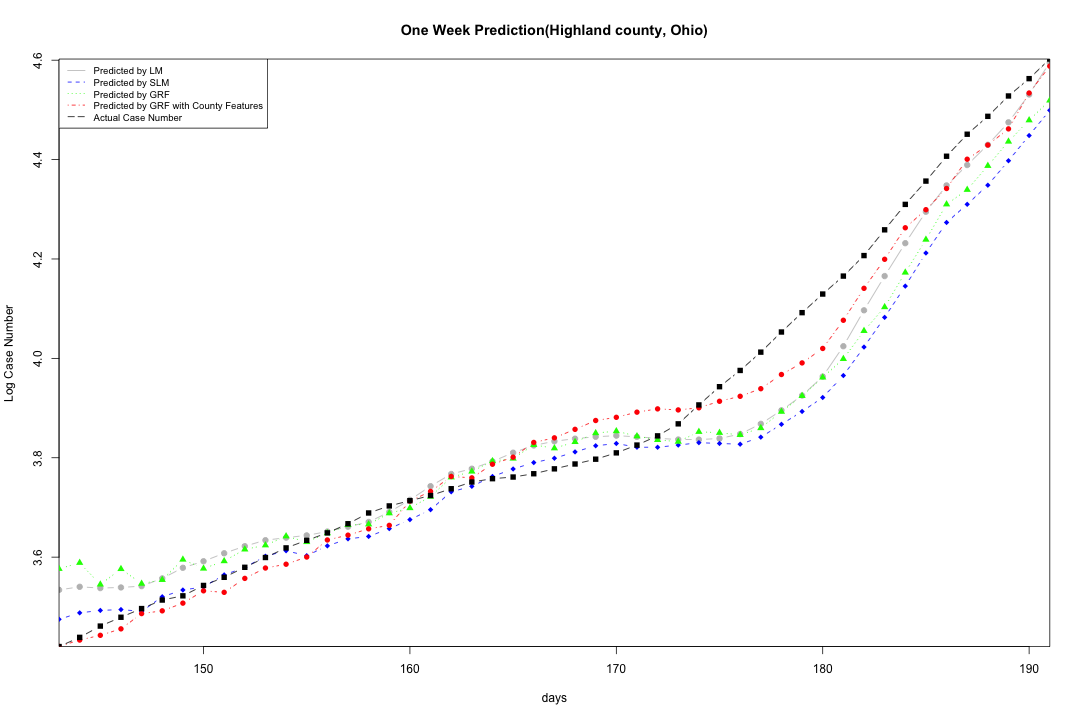 One Week Prediction(Highland county, Ohio)
Predicted by LM
Predicted by SLM
Predicted by GRF
Predicted by GRF with County Features
Actual Case Number
4.6
4.4
4.2
4.0
3.8
3.6
Log Case Number
150
160
170
180
190
days